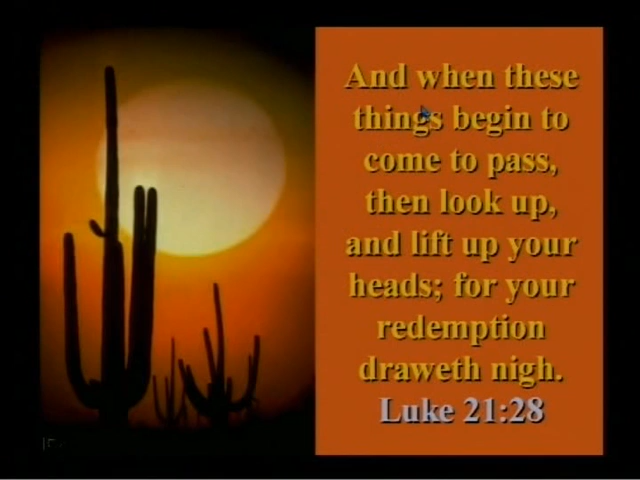 And when these
things begin to
come to pass,
then look up,
and lift up your
heads; for your
redemption
draweth nigh.
Luke 21:28